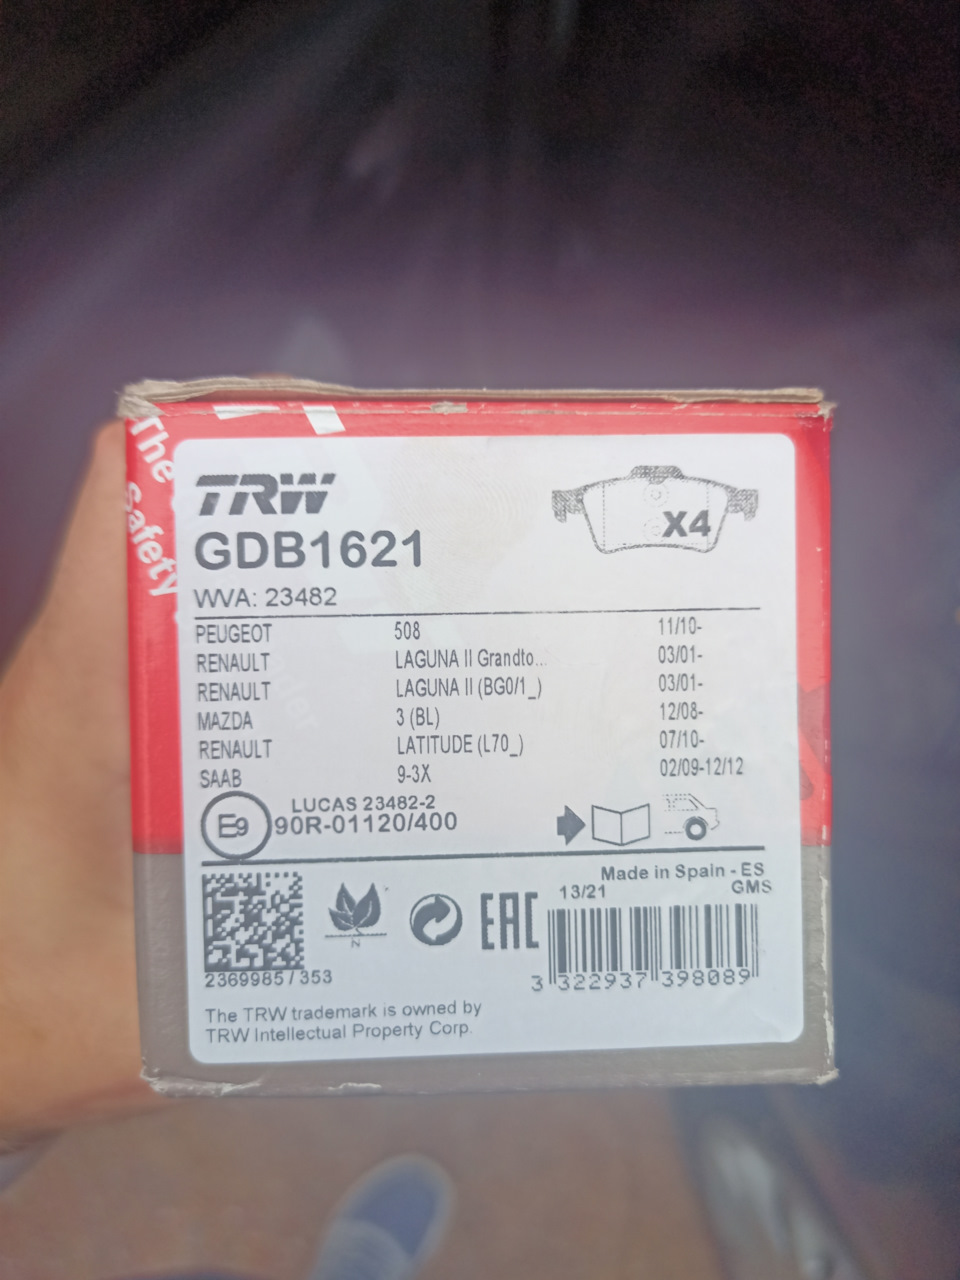 The
Safety
TRW
GDB1621
X4
WVA: 23482
PEUGEOT 508 11/10-
RENAULT LAGUNA II Grandto... 03/01-
RENAULT LAGUNA II (BG0/1_) 03/01-
MAZDA 3 (BL) 12/08-
RENAULT LATITUDE (L70_) 07/10-
SAAB 9-3X 02/09-12/12
LUCAS 23482-2
E9 90R-01120/400
Made in Spain - ES
13/21 GMS
N
EAC
2369985 / 353
3 322937 398089
The TRW trademark is owned by
TRW Intellectual Property Corp.